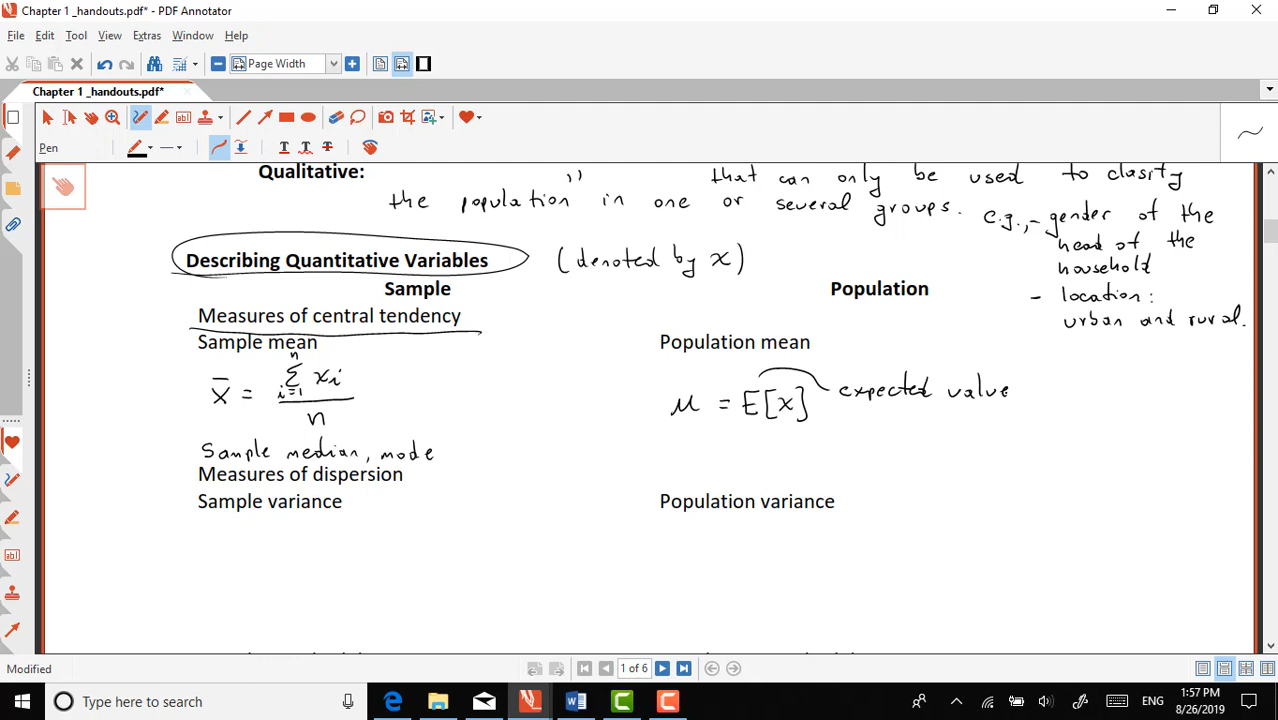 Chapter 1 _handouts.pdf* - PDF Annotator
File Edit Tool View Extras Window Help
Page Width
Chapter 1 _handouts.pdf*
Pen
Qualitative: '' that can only be used to clasify
the population in one or several groups. e.g., - gender of the
head of the
household
Describing Quantitative Variables (denoted by x)
Sample Population
- location:
urban and rural.
Measures of central tendency
Sample mean Population mean
x̄ = ∑ᵢ₌₁ⁿ xᵢ / n
μ = E[x] expected value
Sample median, mode
Measures of dispersion
Sample variance Population variance
Modified 1 of 6
Type here to search ENG 1:57 PM
8/26/2019